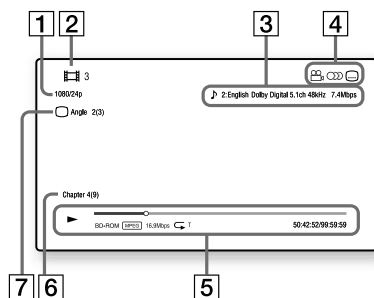 1 2 3 4
3
1080/24p
♪ 2:English Dolby Digital 5.1ch 48kHz 7.4Mbps
Angle 2(3)
Chapter 4(9)
BD-ROM MPEG 16.9Mbps T 50:42:52/99:59:59
7 6 5